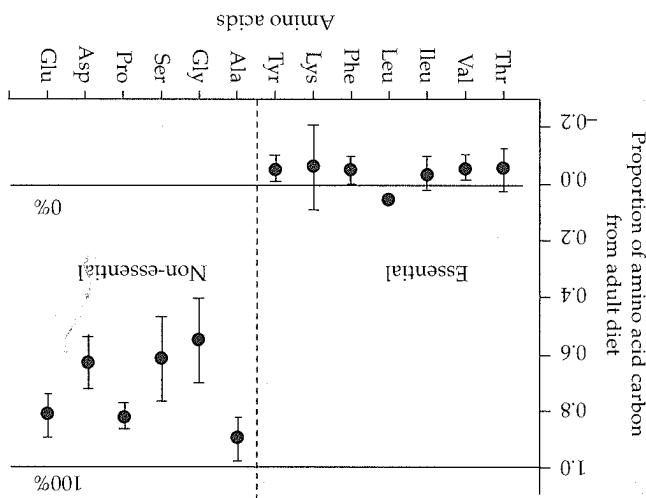 Proportion of amino acid carbon
from adult diet
1.0
0.8
0.6
0.4
0.2
0.0
−0.2
100%
Essential
Non-essential
0%
Thr
Val
Ileu
Leu
Phe
Lys
Tyr
Ala
Gly
Ser
Pro
Asp
Glu
Amino acids